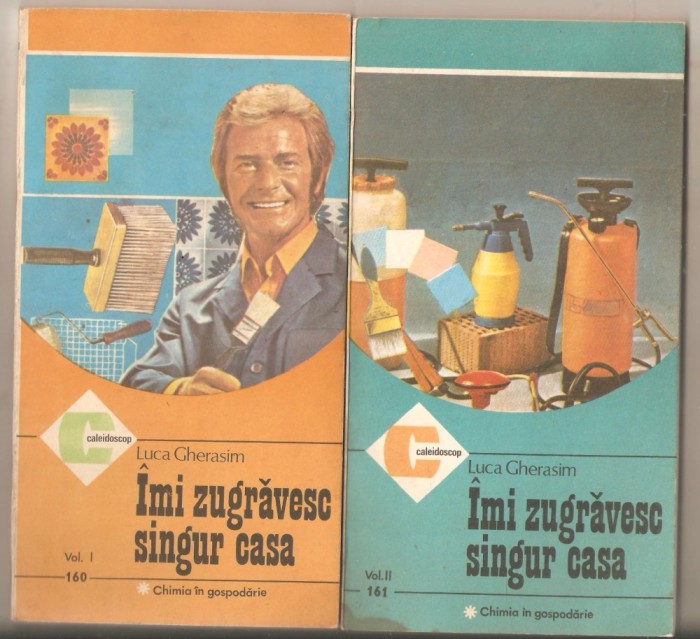 caleidoscop
Luca Gherasim
Îmi zugrăvesc
singur casa
Vol. I
160
Chimia în gospodărie
caleidoscop
Luca Gherasim
Îmi zugrăvesc
singur casa
Vol. II
161
Chimia în gospodărie